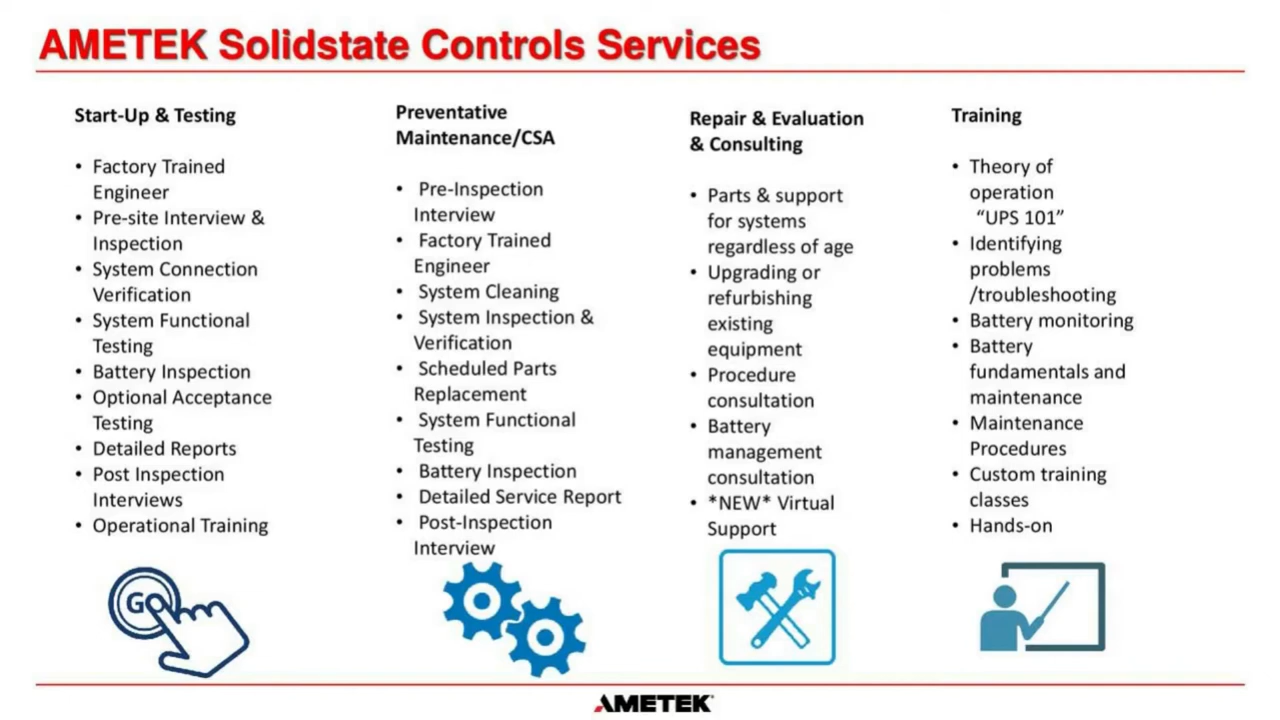 AMETEK Solidstate Controls Services
Start-Up & Testing
• Factory Trained
Engineer
• Pre-site Interview &
Inspection
• System Connection
Verification
• System Functional
Testing
• Battery Inspection
• Optional Acceptance
Testing
• Detailed Reports
• Post Inspection
Interviews
• Operational Training
GO
Preventative
Maintenance/CSA
• Pre-Inspection
Interview
• Factory Trained
Engineer
• System Cleaning
• System Inspection &
Verification
• Scheduled Parts
Replacement
• System Functional
Testing
• Battery Inspection
• Detailed Service Report
• Post-Inspection
Interview
Repair & Evaluation
& Consulting
• Parts & support
for systems
regardless of age
• Upgrading or
refurbishing
existing
equipment
• Procedure
consultation
• Battery
management
consultation
• *NEW* Virtual
Support
Training
• Theory of
operation
“UPS 101”
• Identifying
problems
/troubleshooting
• Battery monitoring
• Battery
fundamentals and
maintenance
• Maintenance
Procedures
• Custom training
classes
• Hands-on
AMETEK